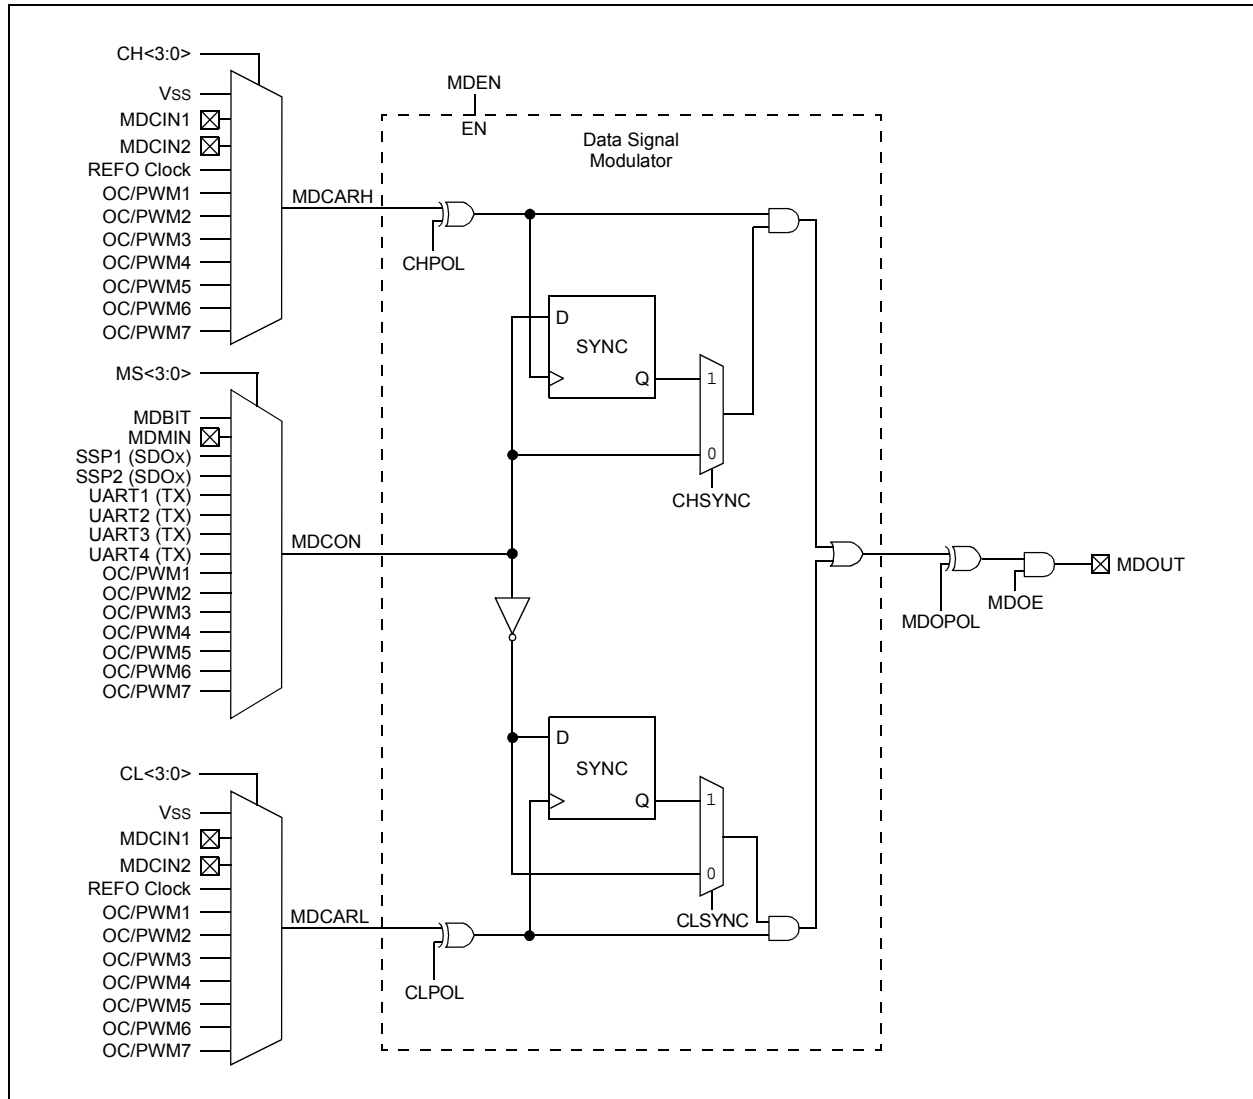 CH<3:0>
Vss
MDCIN1
MDCIN2
REFO Clock
OC/PWM1
OC/PWM2
OC/PWM3
OC/PWM4
OC/PWM5
OC/PWM6
OC/PWM7
MDCARH
CHPOL
MDEN
EN
Data Signal
Modulator
D
SYNC
Q
1
0
CHSYNC
MS<3:0>
MDBIT
MDMIN
SSP1 (SDOx)
SSP2 (SDOx)
UART1 (TX)
UART2 (TX)
UART3 (TX)
UART4 (TX)
OC/PWM1
OC/PWM2
OC/PWM3
OC/PWM4
OC/PWM5
OC/PWM6
OC/PWM7
MDCON
MDOPOL
MDOE
MDOUT
D
SYNC
Q
1
0
CLSYNC
CL<3:0>
Vss
MDCIN1
MDCIN2
REFO Clock
OC/PWM1
OC/PWM2
OC/PWM3
OC/PWM4
OC/PWM5
OC/PWM6
OC/PWM7
MDCARL
CLPOL